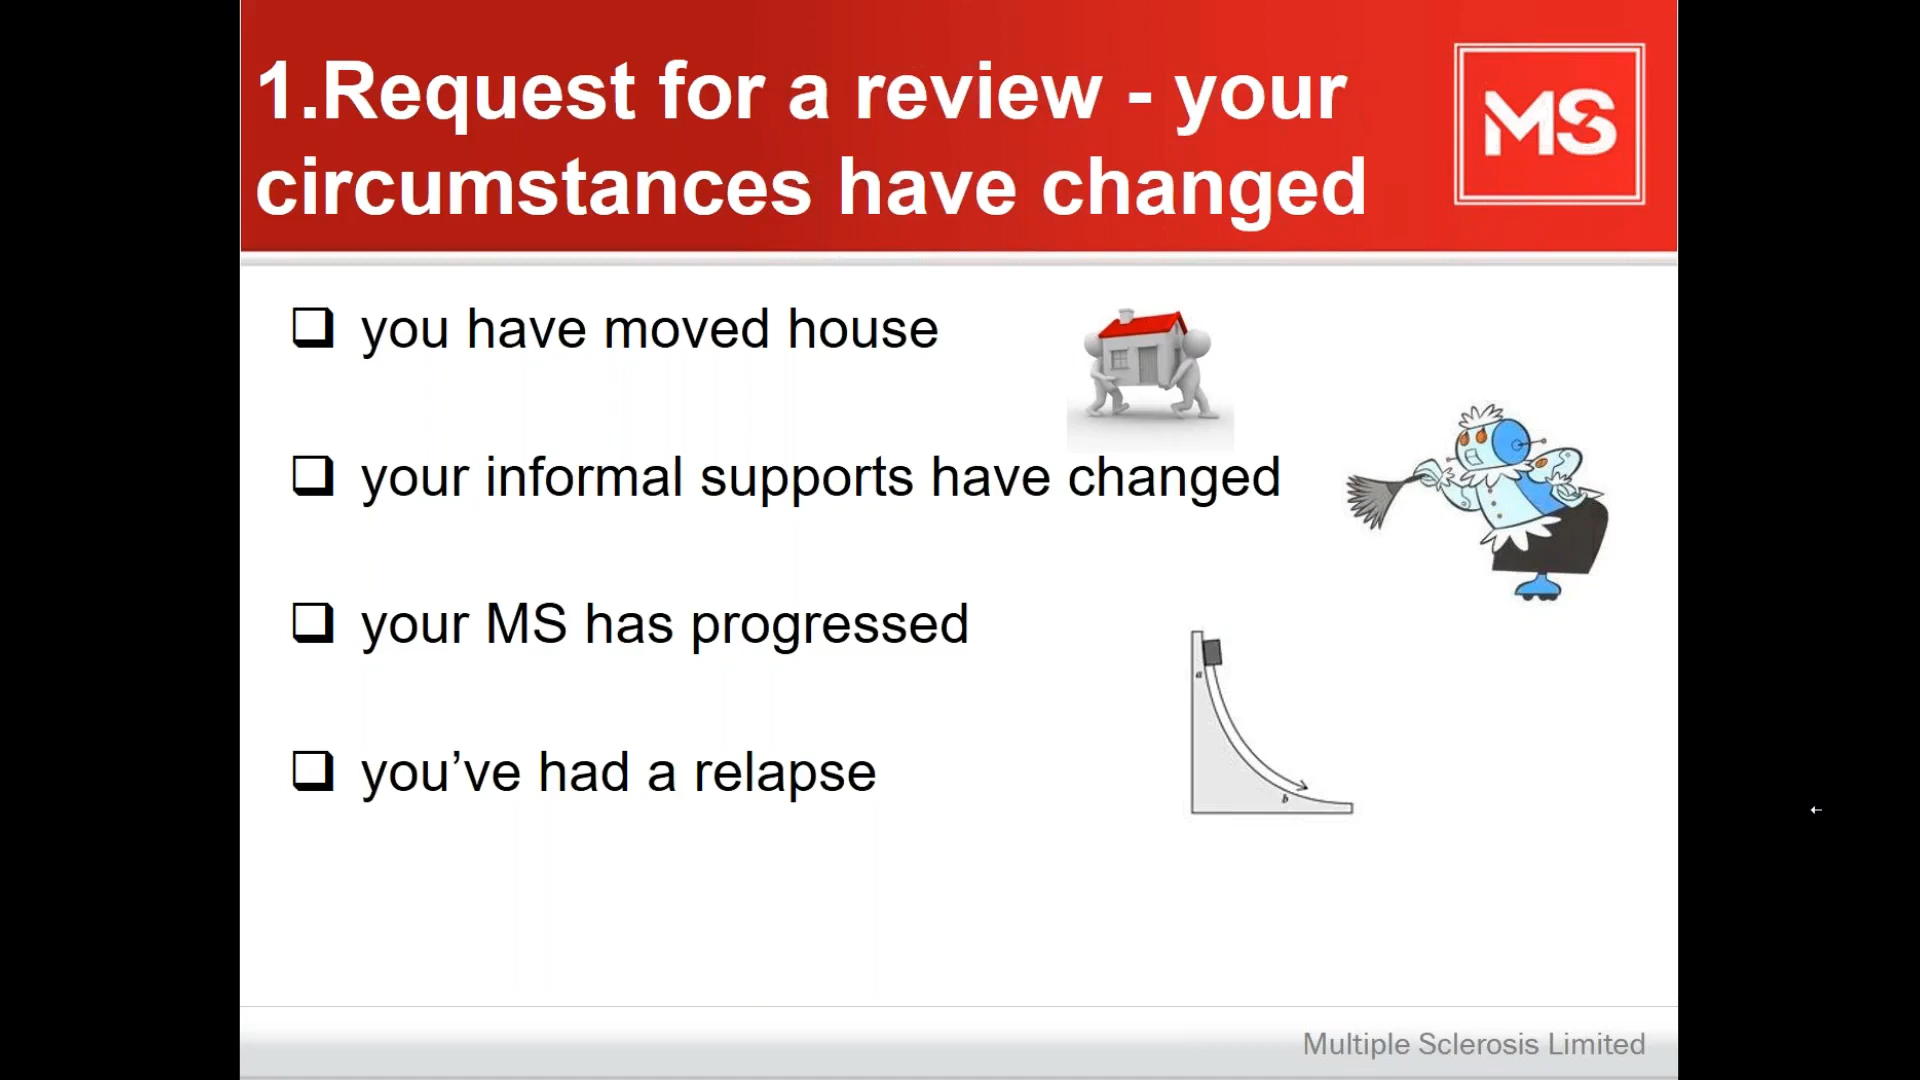 1.Request for a review - your
circumstances have changed
MS
you have moved house
your informal supports have changed
your MS has progressed
you’ve had a relapse
a
b
Multiple Sclerosis Limited